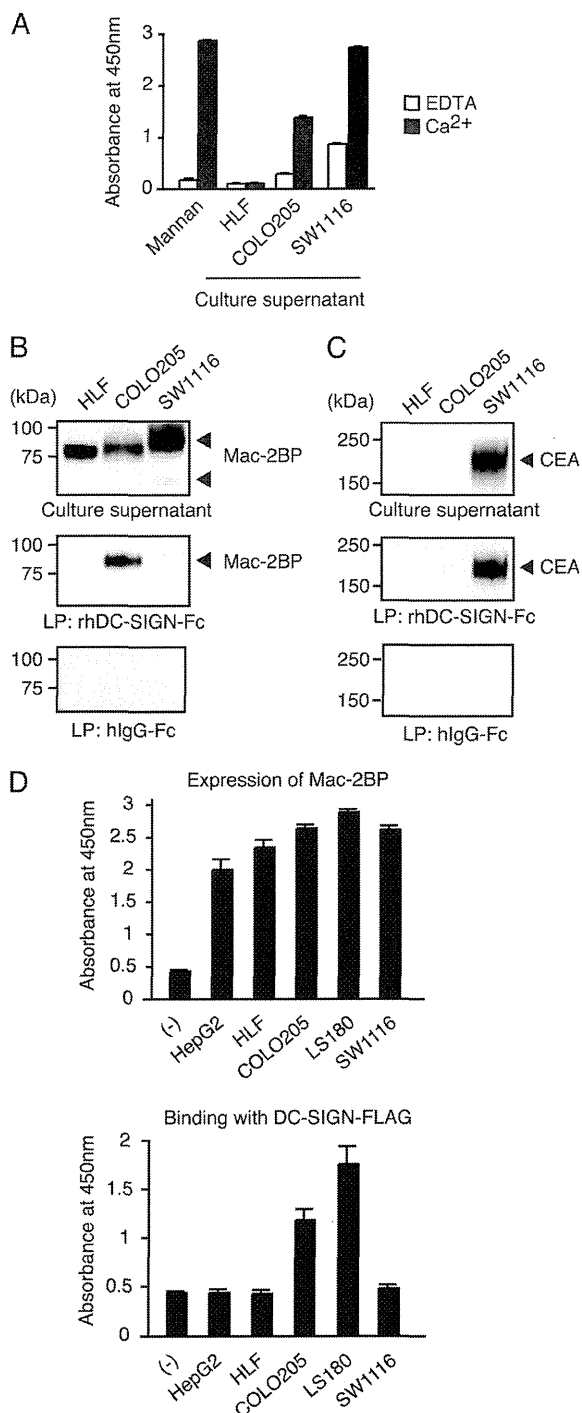 A
Absorbance at 450nm
3
2
1
0
EDTA
Ca2+
Mannan
HLF
COLO205
SW1116
Culture supernatant
B
(kDa)
HLF
COLO205
SW1116
100
75
Mac-2BP
Culture supernatant
100
75
Mac-2BP
LP: rhDC-SIGN-Fc
100
75
LP: hIgG-Fc
C
(kDa)
HLF
COLO205
SW1116
250
150
CEA
Culture supernatant
250
150
CEA
LP: rhDC-SIGN-Fc
250
150
LP: hIgG-Fc
D
Expression of Mac-2BP
Absorbance at 450nm
3
2.5
2
1.5
1
0.5
0
(-)
HepG2
HLF
COLO205
LS180
SW1116
Binding with DC-SIGN-FLAG
Absorbance at 450nm
2
1.5
1
0.5
0
(-)
HepG2
HLF
COLO205
LS180
SW1116